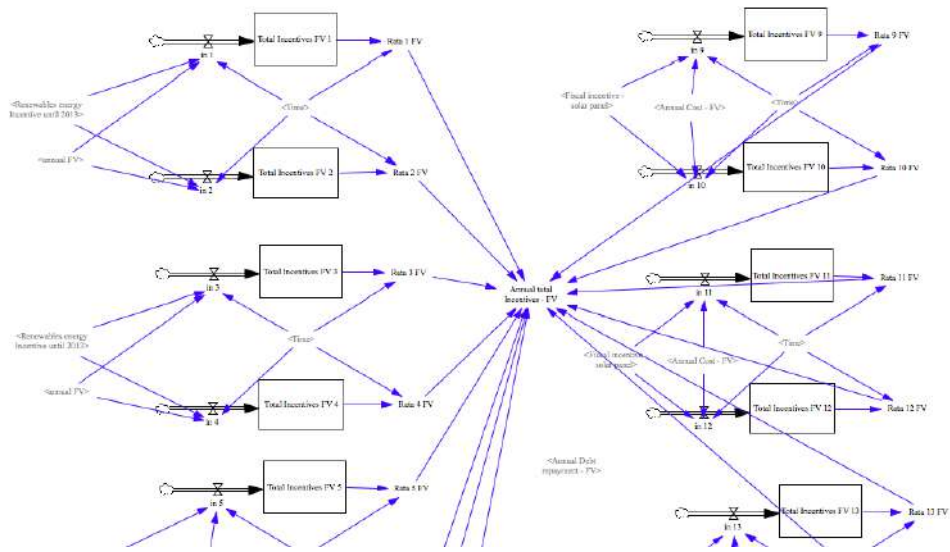 Total Incentives FV 1
Rata 1 FV
in 1
<Renewables energy
Incentive until 2013>
<Time>
<annual FV>
Total Incentives FV 2
Rata 2 FV
in 2
Total Incentives FV 3
Rata 3 FV
in 3
<Renewables energy
Incentive until 2013>
<Time>
<annual FV>
Total Incentives FV 4
Rata 4 FV
in 4
Total Incentives FV 5
Rata 5 FV
in 5
Annual total
Incentives - FV
<Annual Debt
repayment - FV>
Total Incentives FV 9
Rata 9 FV
in 9
<Fiscal incentive -
solar panel>
<Annual Cost - FV>
<Time>
Total Incentives FV 10
Rata 10 FV
in 10
Total Incentives FV 11
Rata 11 FV
in 11
<Fiscal incentive -
solar panel>
<Annual Cost - FV>
<Time>
Total Incentives FV 12
Rata 12 FV
in 12
Total Incentives FV 13
Rata 13 FV
in 13